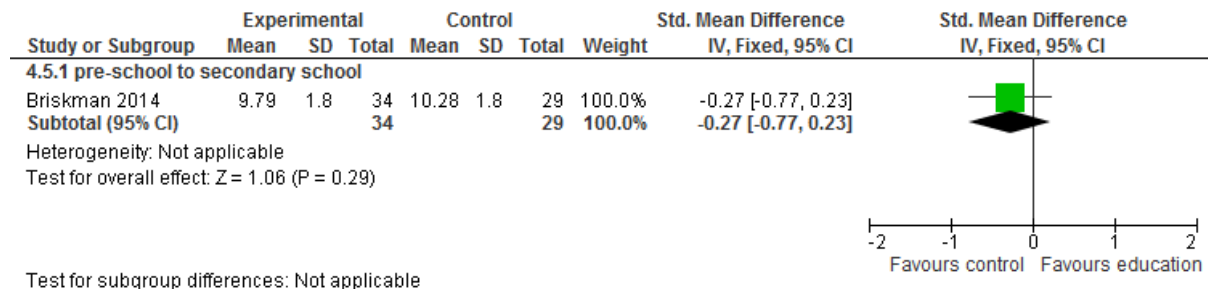 Experimental Control Std. Mean Difference Std. Mean Difference
Study or Subgroup Mean SD Total Mean SD Total Weight IV, Fixed, 95% CI IV, Fixed, 95% CI
4.5.1 pre-school to secondary school
Briskman 2014 9.79 1.8 34 10.28 1.8 29 100.0% -0.27 [-0.77, 0.23]
Subtotal (95% CI) 34 29 100.0% -0.27 [-0.77, 0.23]
Heterogeneity: Not applicable
Test for overall effect: Z = 1.06 (P = 0.29)
-2 -1 0 1 2
Favours control Favours education
Test for subgroup differences: Not applicable